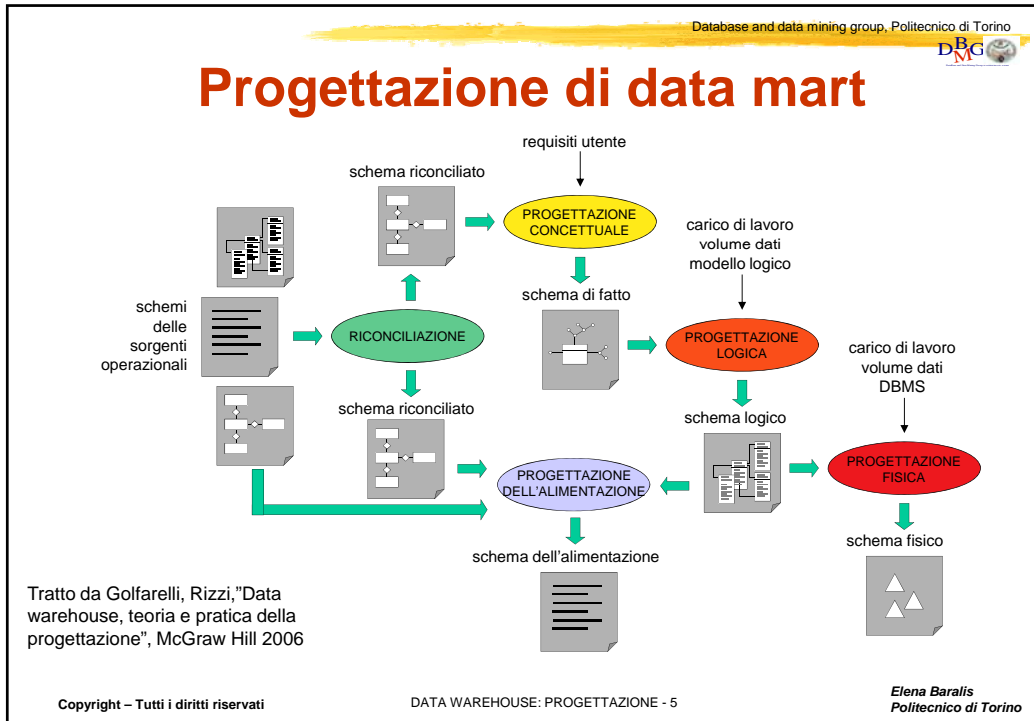 Database and data mining group, Politecnico di Torino
DBMG
Progettazione di data mart
requisiti utente
schema riconciliato
PROGETTAZIONE
CONCETTUALE
carico di lavoro
volume dati
modello logico
schemi
delle
sorgenti
operazionali
RICONCILIAZIONE
schema di fatto
PROGETTAZIONE
LOGICA
carico di lavoro
volume dati
DBMS
schema riconciliato
schema logico
PROGETTAZIONE
DELL'ALIMENTAZIONE
PROGETTAZIONE
FISICA
schema dell'alimentazione
schema fisico
Tratto da Golfarelli, Rizzi,"Data
warehouse, teoria e pratica della
progettazione", McGraw Hill 2006
Copyright – Tutti i diritti riservati
DATA WAREHOUSE: PROGETTAZIONE - 5
Elena Baralis
Politecnico di Torino